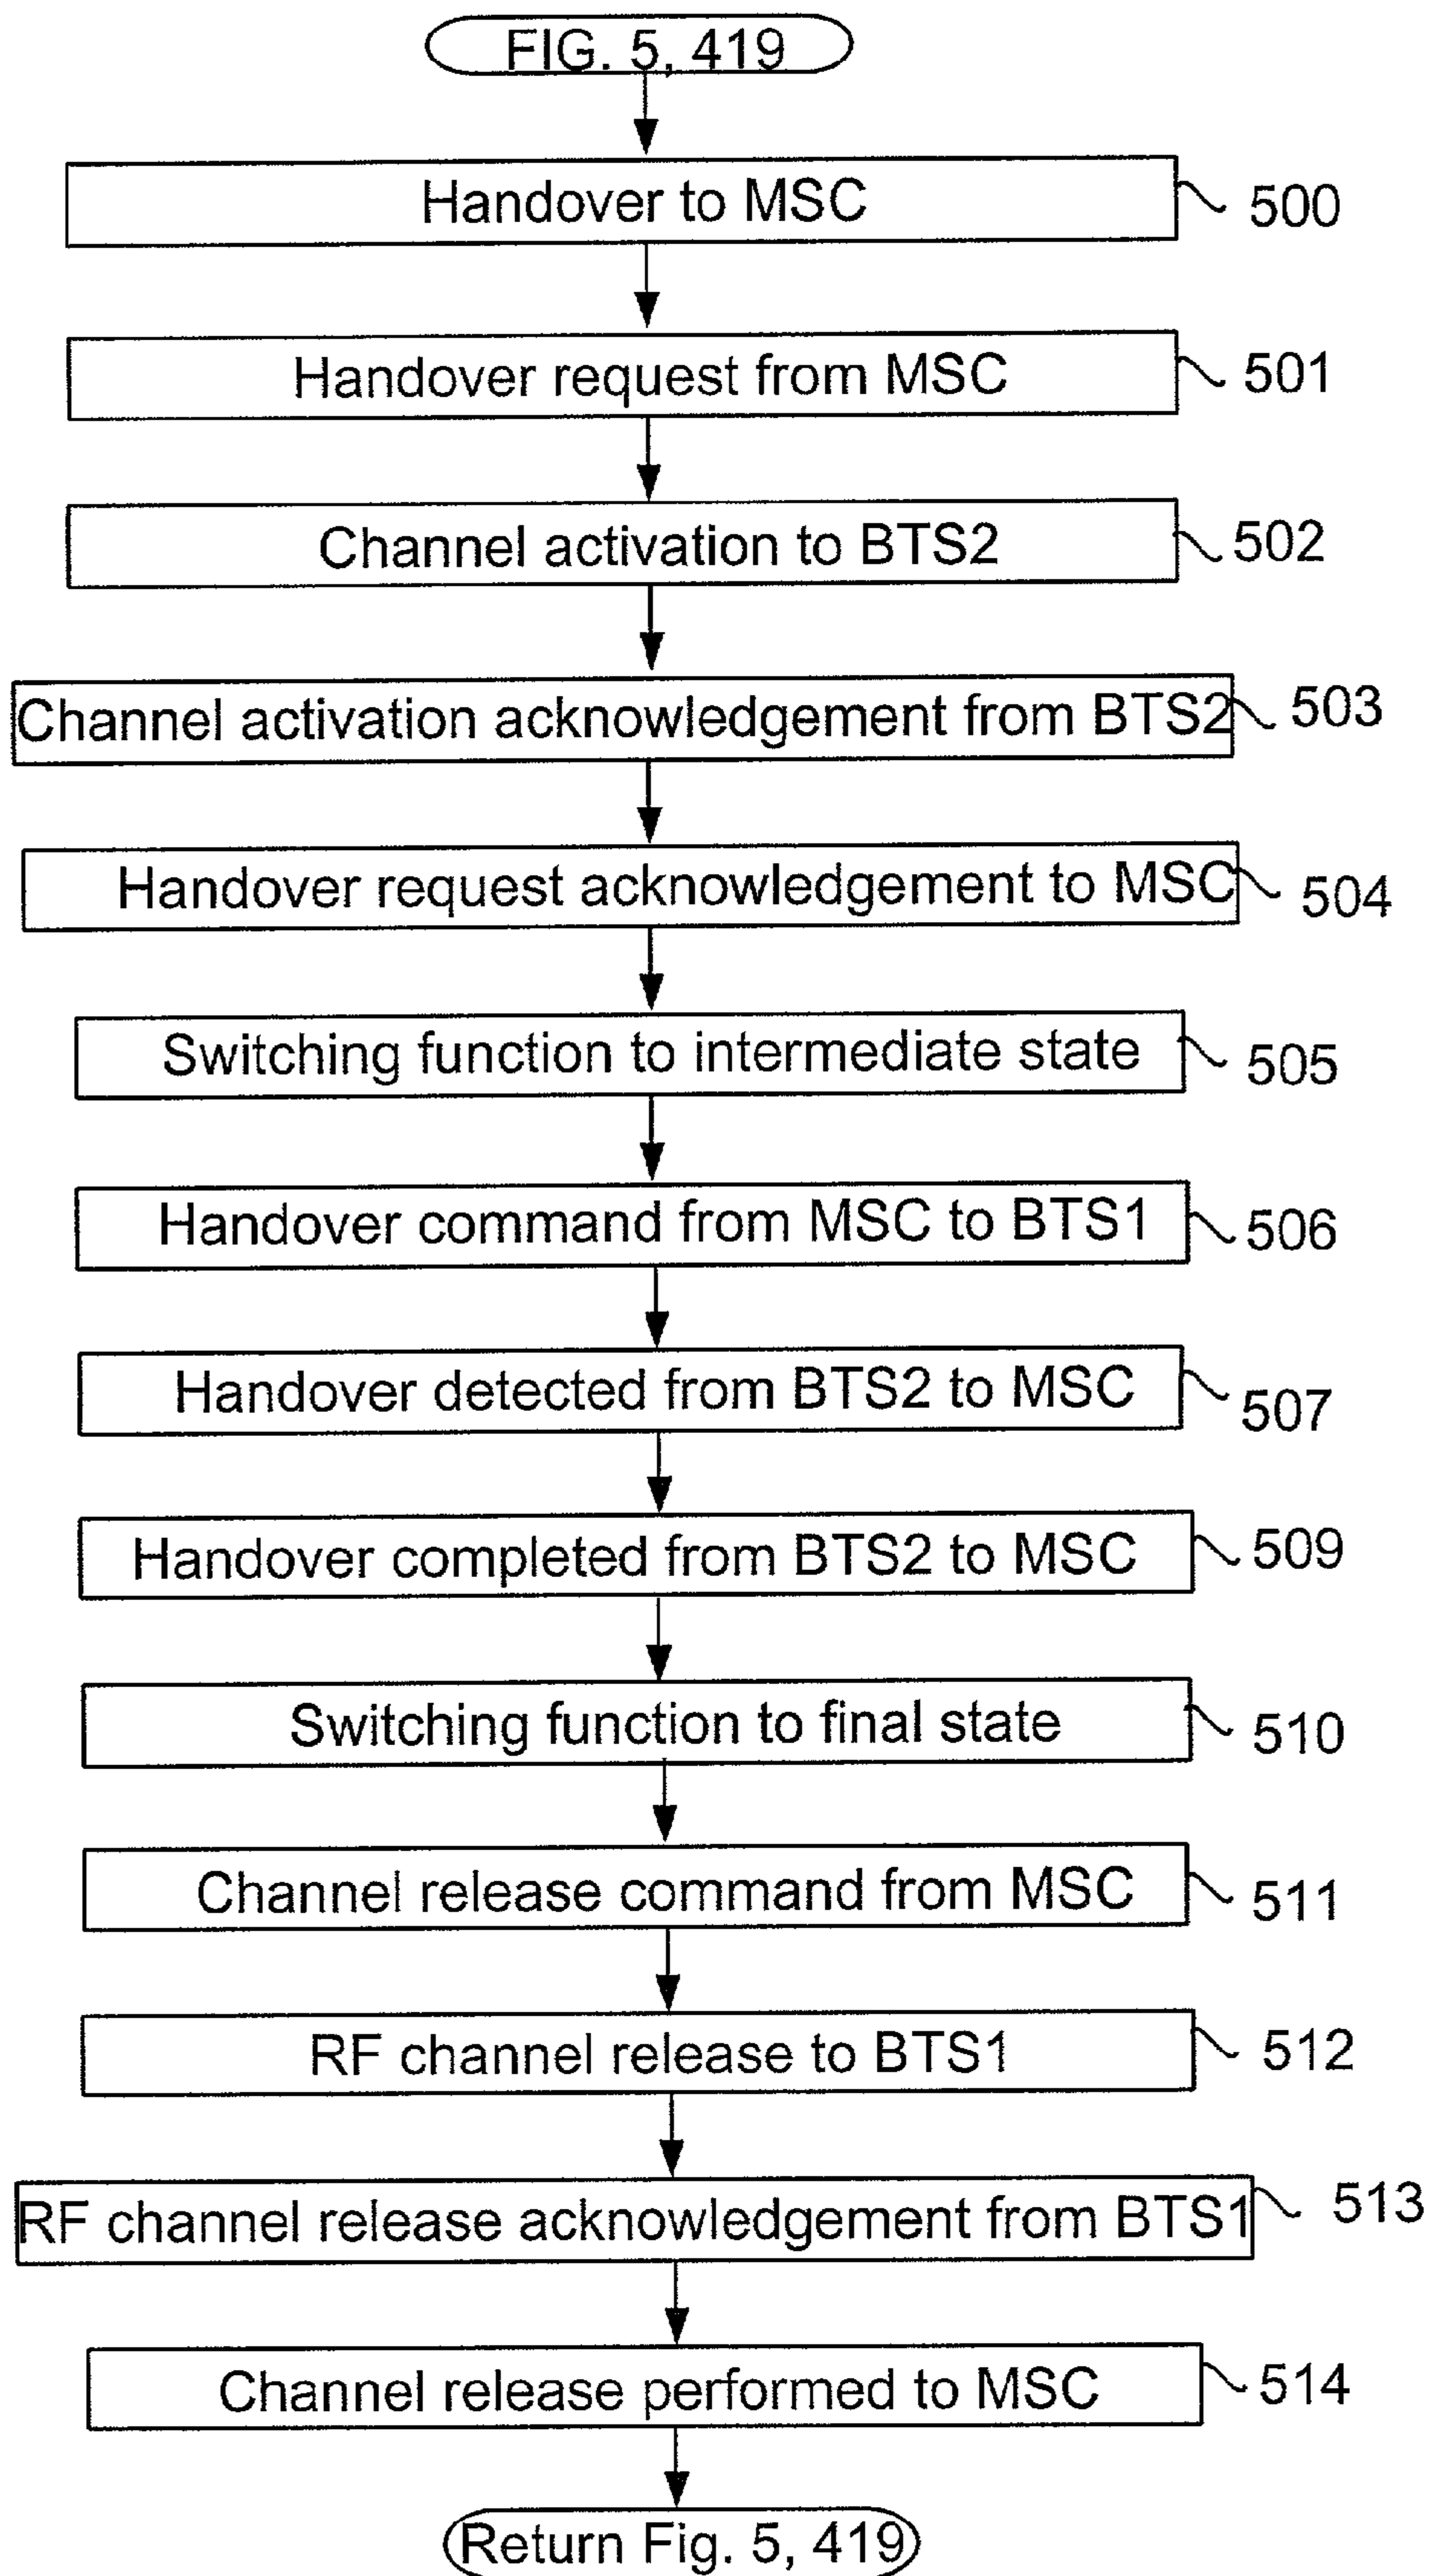 FIG. 5, 419
Handover to MSC 500
Handover request from MSC 501
Channel activation to BTS2 502
Channel activation acknowledgement from BTS2 503
Handover request acknowledgement to MSC 504
Switching function to intermediate state 505
Handover command from MSC to BTS1 506
Handover detected from BTS2 to MSC 507
Handover completed from BTS2 to MSC 509
Switching function to final state 510
Channel release command from MSC 511
RF channel release to BTS1 512
RF channel release acknowledgement from BTS1 513
Channel release performed to MSC 514
Return Fig. 5, 419